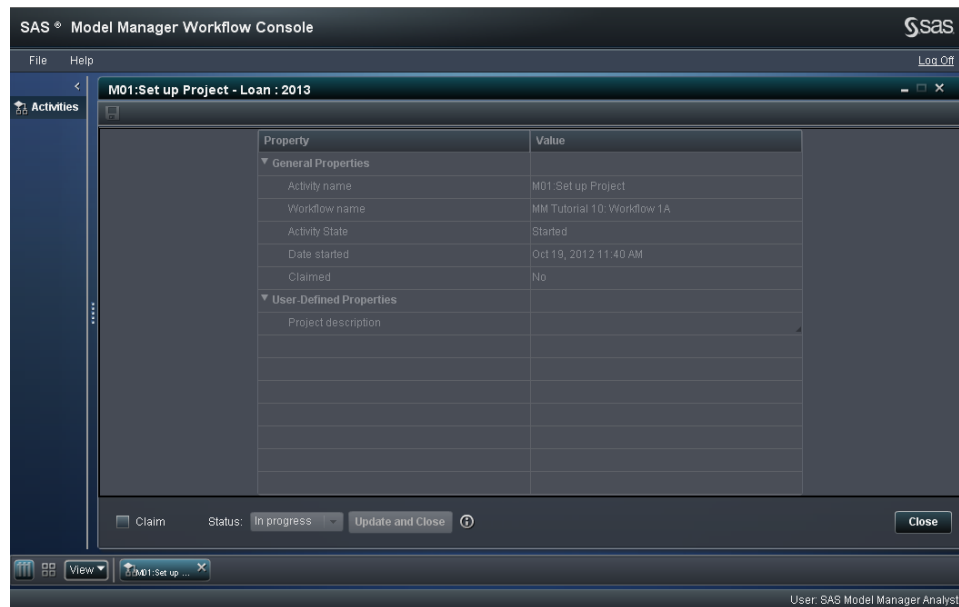 SAS ® Model Manager Workflow Console
sas
File Help
Log Off
Activities
M01:Set up Project - Loan : 2013
Property Value
General Properties
Activity name M01:Set up Project
Workflow name MM Tutorial 10: Workflow 1A
Activity State Started
Date started Oct 19, 2012 11:40 AM
Claimed No
User-Defined Properties
Project description
Claim Status: In progress Update and Close Close
View M01:Set up ...
User: SAS Model Manager Analyst